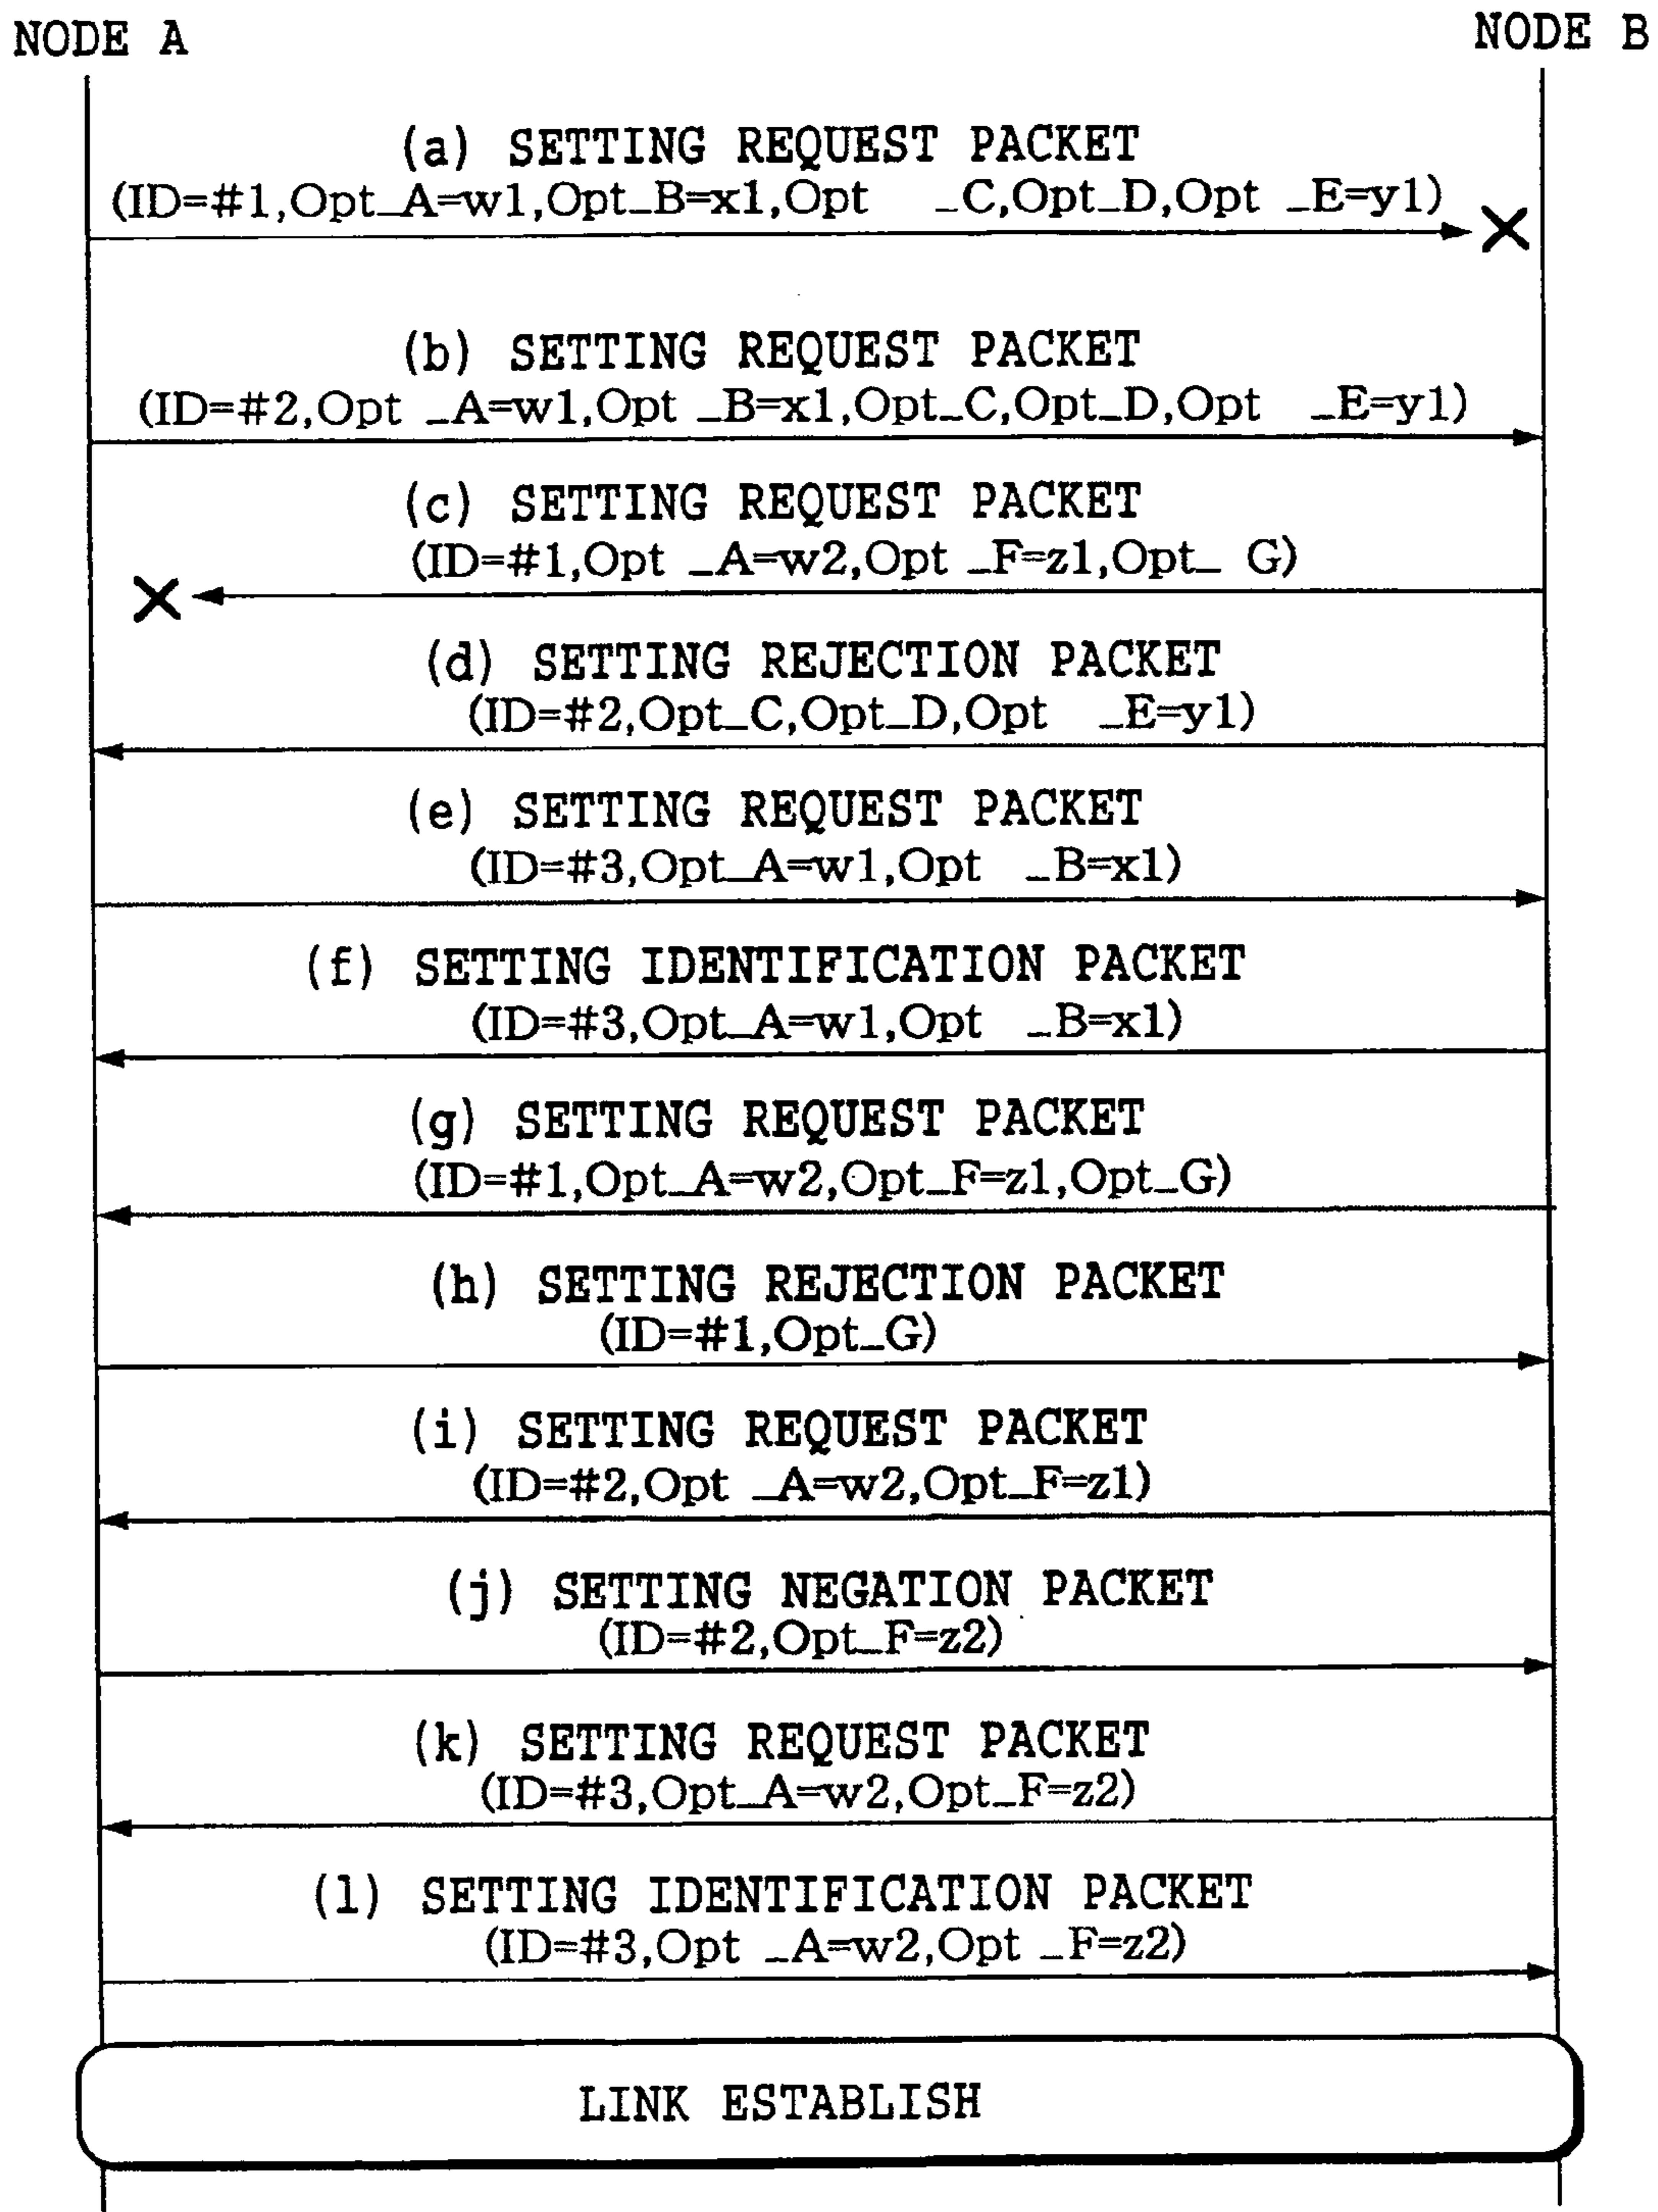 NODE A NODE B
(a) SETTING REQUEST PACKET
(ID=#1,Opt_A=w1,Opt_B=x1,Opt _C,Opt_D,Opt _E=y1)
(b) SETTING REQUEST PACKET
(ID=#2,Opt _A=w1,Opt _B=x1,Opt_C,Opt_D,Opt _E=y1)
(c) SETTING REQUEST PACKET
(ID=#1,Opt _A=w2,Opt _F=z1,Opt_ G)
(d) SETTING REJECTION PACKET
(ID=#2,Opt_C,Opt_D,Opt _E=y1)
(e) SETTING REQUEST PACKET
(ID=#3,Opt_A=w1,Opt _B=x1)
(f) SETTING IDENTIFICATION PACKET
(ID=#3,Opt_A=w1,Opt _B=x1)
(g) SETTING REQUEST PACKET
(ID=#1,Opt_A=w2,Opt_F=z1,Opt_G)
(h) SETTING REJECTION PACKET
(ID=#1,Opt_G)
(i) SETTING REQUEST PACKET
(ID=#2,Opt _A=w2,Opt_F=z1)
(j) SETTING NEGATION PACKET
(ID=#2,Opt_F=z2)
(k) SETTING REQUEST PACKET
(ID=#3,Opt_A=w2,Opt_F=z2)
(l) SETTING IDENTIFICATION PACKET
(ID=#3,Opt _A=w2,Opt _F=z2)
LINK ESTABLISH